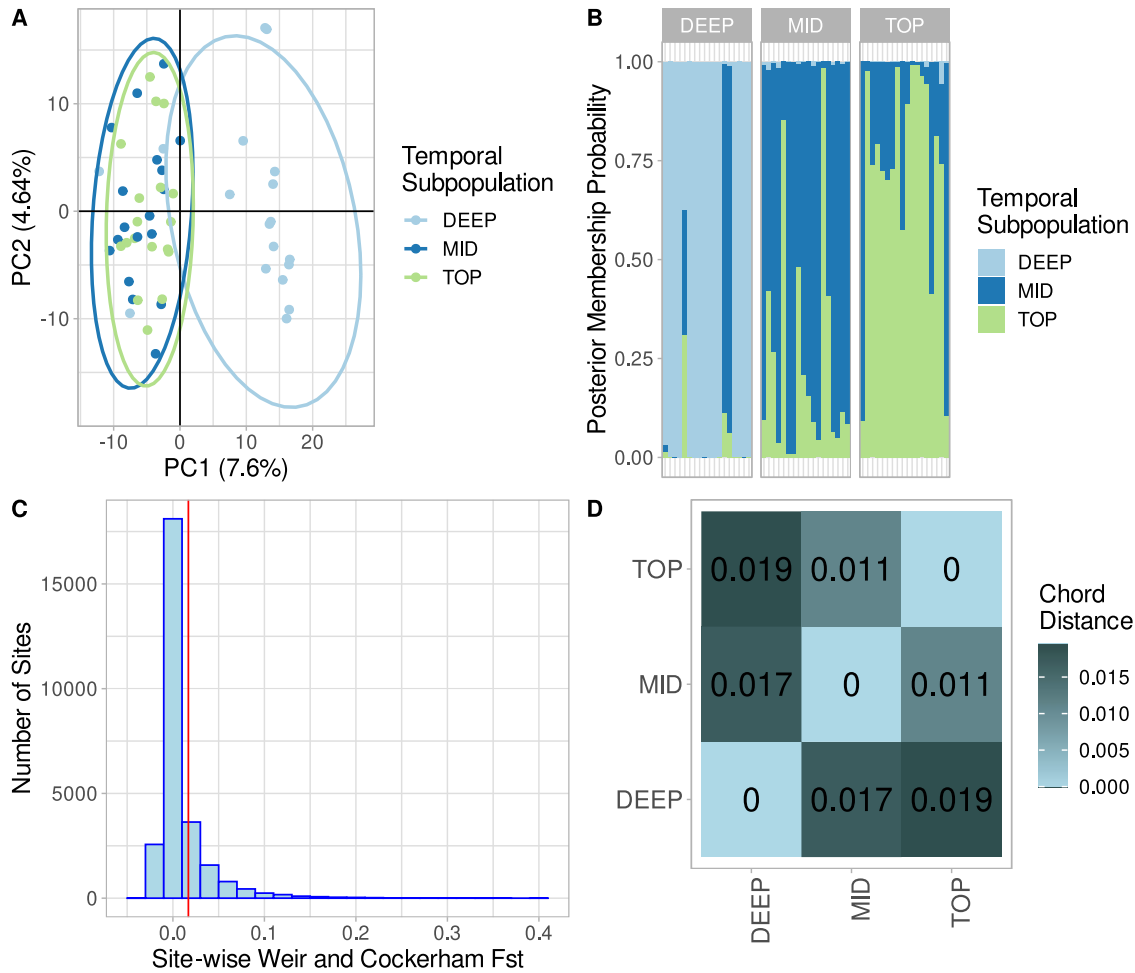 A
10
0
-10
-10
0
10
20
PC2 (4.64%)
PC1 (7.6%)
Temporal
Subpopulation
DEEP
MID
TOP
B
DEEP
MID
TOP
1.00
0.75
0.50
0.25
0.00
Posterior Membership Probability
Temporal
Subpopulation
DEEP
MID
TOP
C
15000
10000
5000
0
0.0
0.1
0.2
0.3
0.4
Number of Sites
Site-wise Weir and Cockerham Fst
D
TOP
0.019
0.011
0
MID
0.017
0
0.011
DEEP
0
0.017
0.019
DEEP
MID
TOP
Chord
Distance
0.015
0.010
0.005
0.000